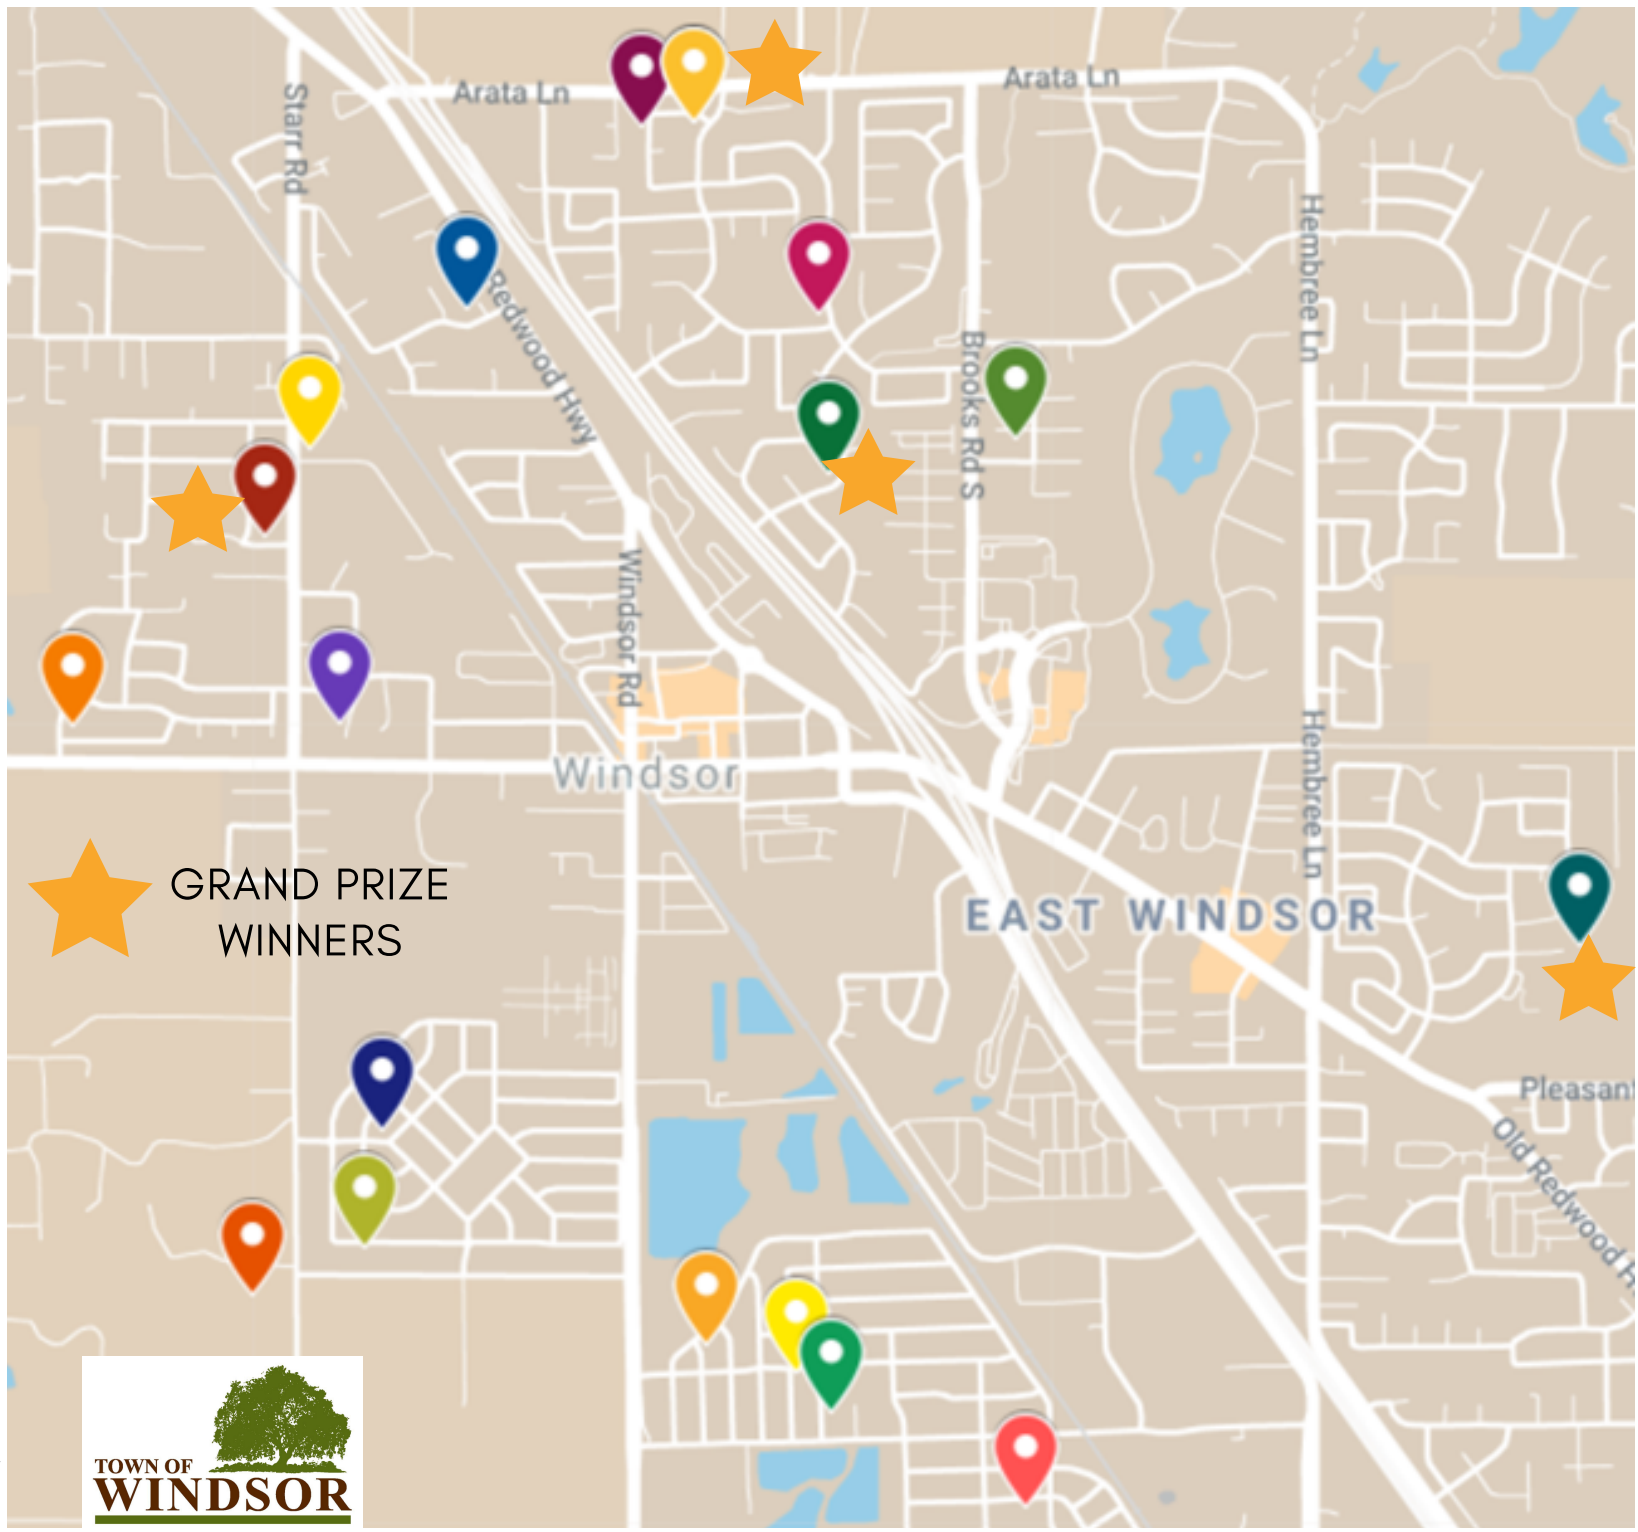 Arata Ln
Arata Ln
Starr Rd
Redwood Hwy
Hembree Ln
Brooks Rd S
Windsor Rd
Windsor
Hembree Ln
GRAND PRIZE
WINNERS
EAST WINDSOR
Pleasant
Old Redwood H
TOWN OF
WINDSOR